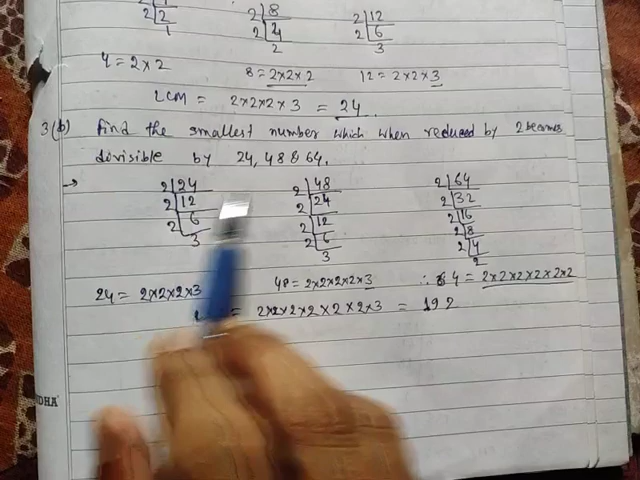 2 2
1
2 8 2 12
2 4 2 6
2 3
4 = 2×2 8 = 2×2×2 12 = 2×2×3
LCM = 2×2×2×3 = 24
3(b) Find the smallest number which when reduced by 2 becomes
divisible by 24, 48 & 64.
→ 2 24 2 48 2 64
2 12 2 24 2 32
2 6 2 12 2 16
3 2 6 2 8
3 2 4
2
24 = 2×2×2×3 48 = 2×2×2×2×3 ∴ 64 = 2×2×2×2×2×2
= 2×2×2×2×2×2×3 = 192